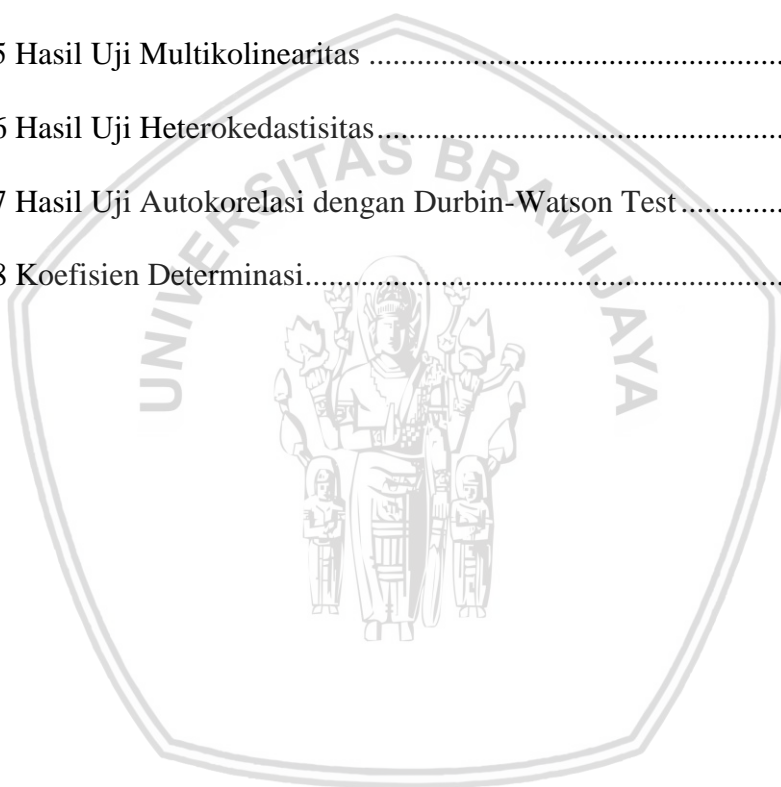 5 Hasil Uji Multikolinearitas ......................................................
6 Hasil Uji Heterokedastisitas.....................................................
7 Hasil Uji Autokorelasi dengan Durbin-Watson Test.............
8 Koefisien Determinasi................................................................
UNIVERSITAS BRAWIJAYA